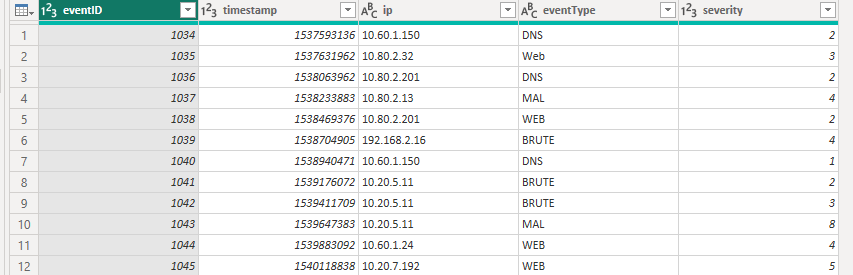 1²3 eventID 1²3 timestamp ABC ip ABC eventType 1²3 severity
1 1034 1537593136 10.60.1.150 DNS 2
2 1035 1537631962 10.80.2.32 Web 3
3 1036 1538063962 10.80.2.201 DNS 2
4 1037 1538233883 10.80.2.13 MAL 4
5 1038 1538469376 10.80.2.201 WEB 2
6 1039 1538704905 192.168.2.16 BRUTE 4
7 1040 1538940471 10.60.1.150 DNS 1
8 1041 1539176072 10.20.5.11 BRUTE 2
9 1042 1539411709 10.20.5.11 BRUTE 3
10 1043 1539647383 10.20.5.11 MAL 8
11 1044 1539883092 10.60.1.24 WEB 4
12 1045 1540118838 10.20.7.192 WEB 5